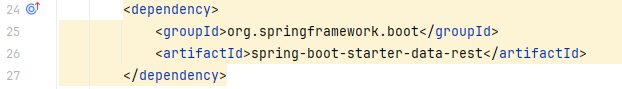 24 <dependency>
25 <groupId>org.springframework.boot</groupId>
26 <artifactId>spring-boot-starter-data-rest</artifactId>
27 </dependency>